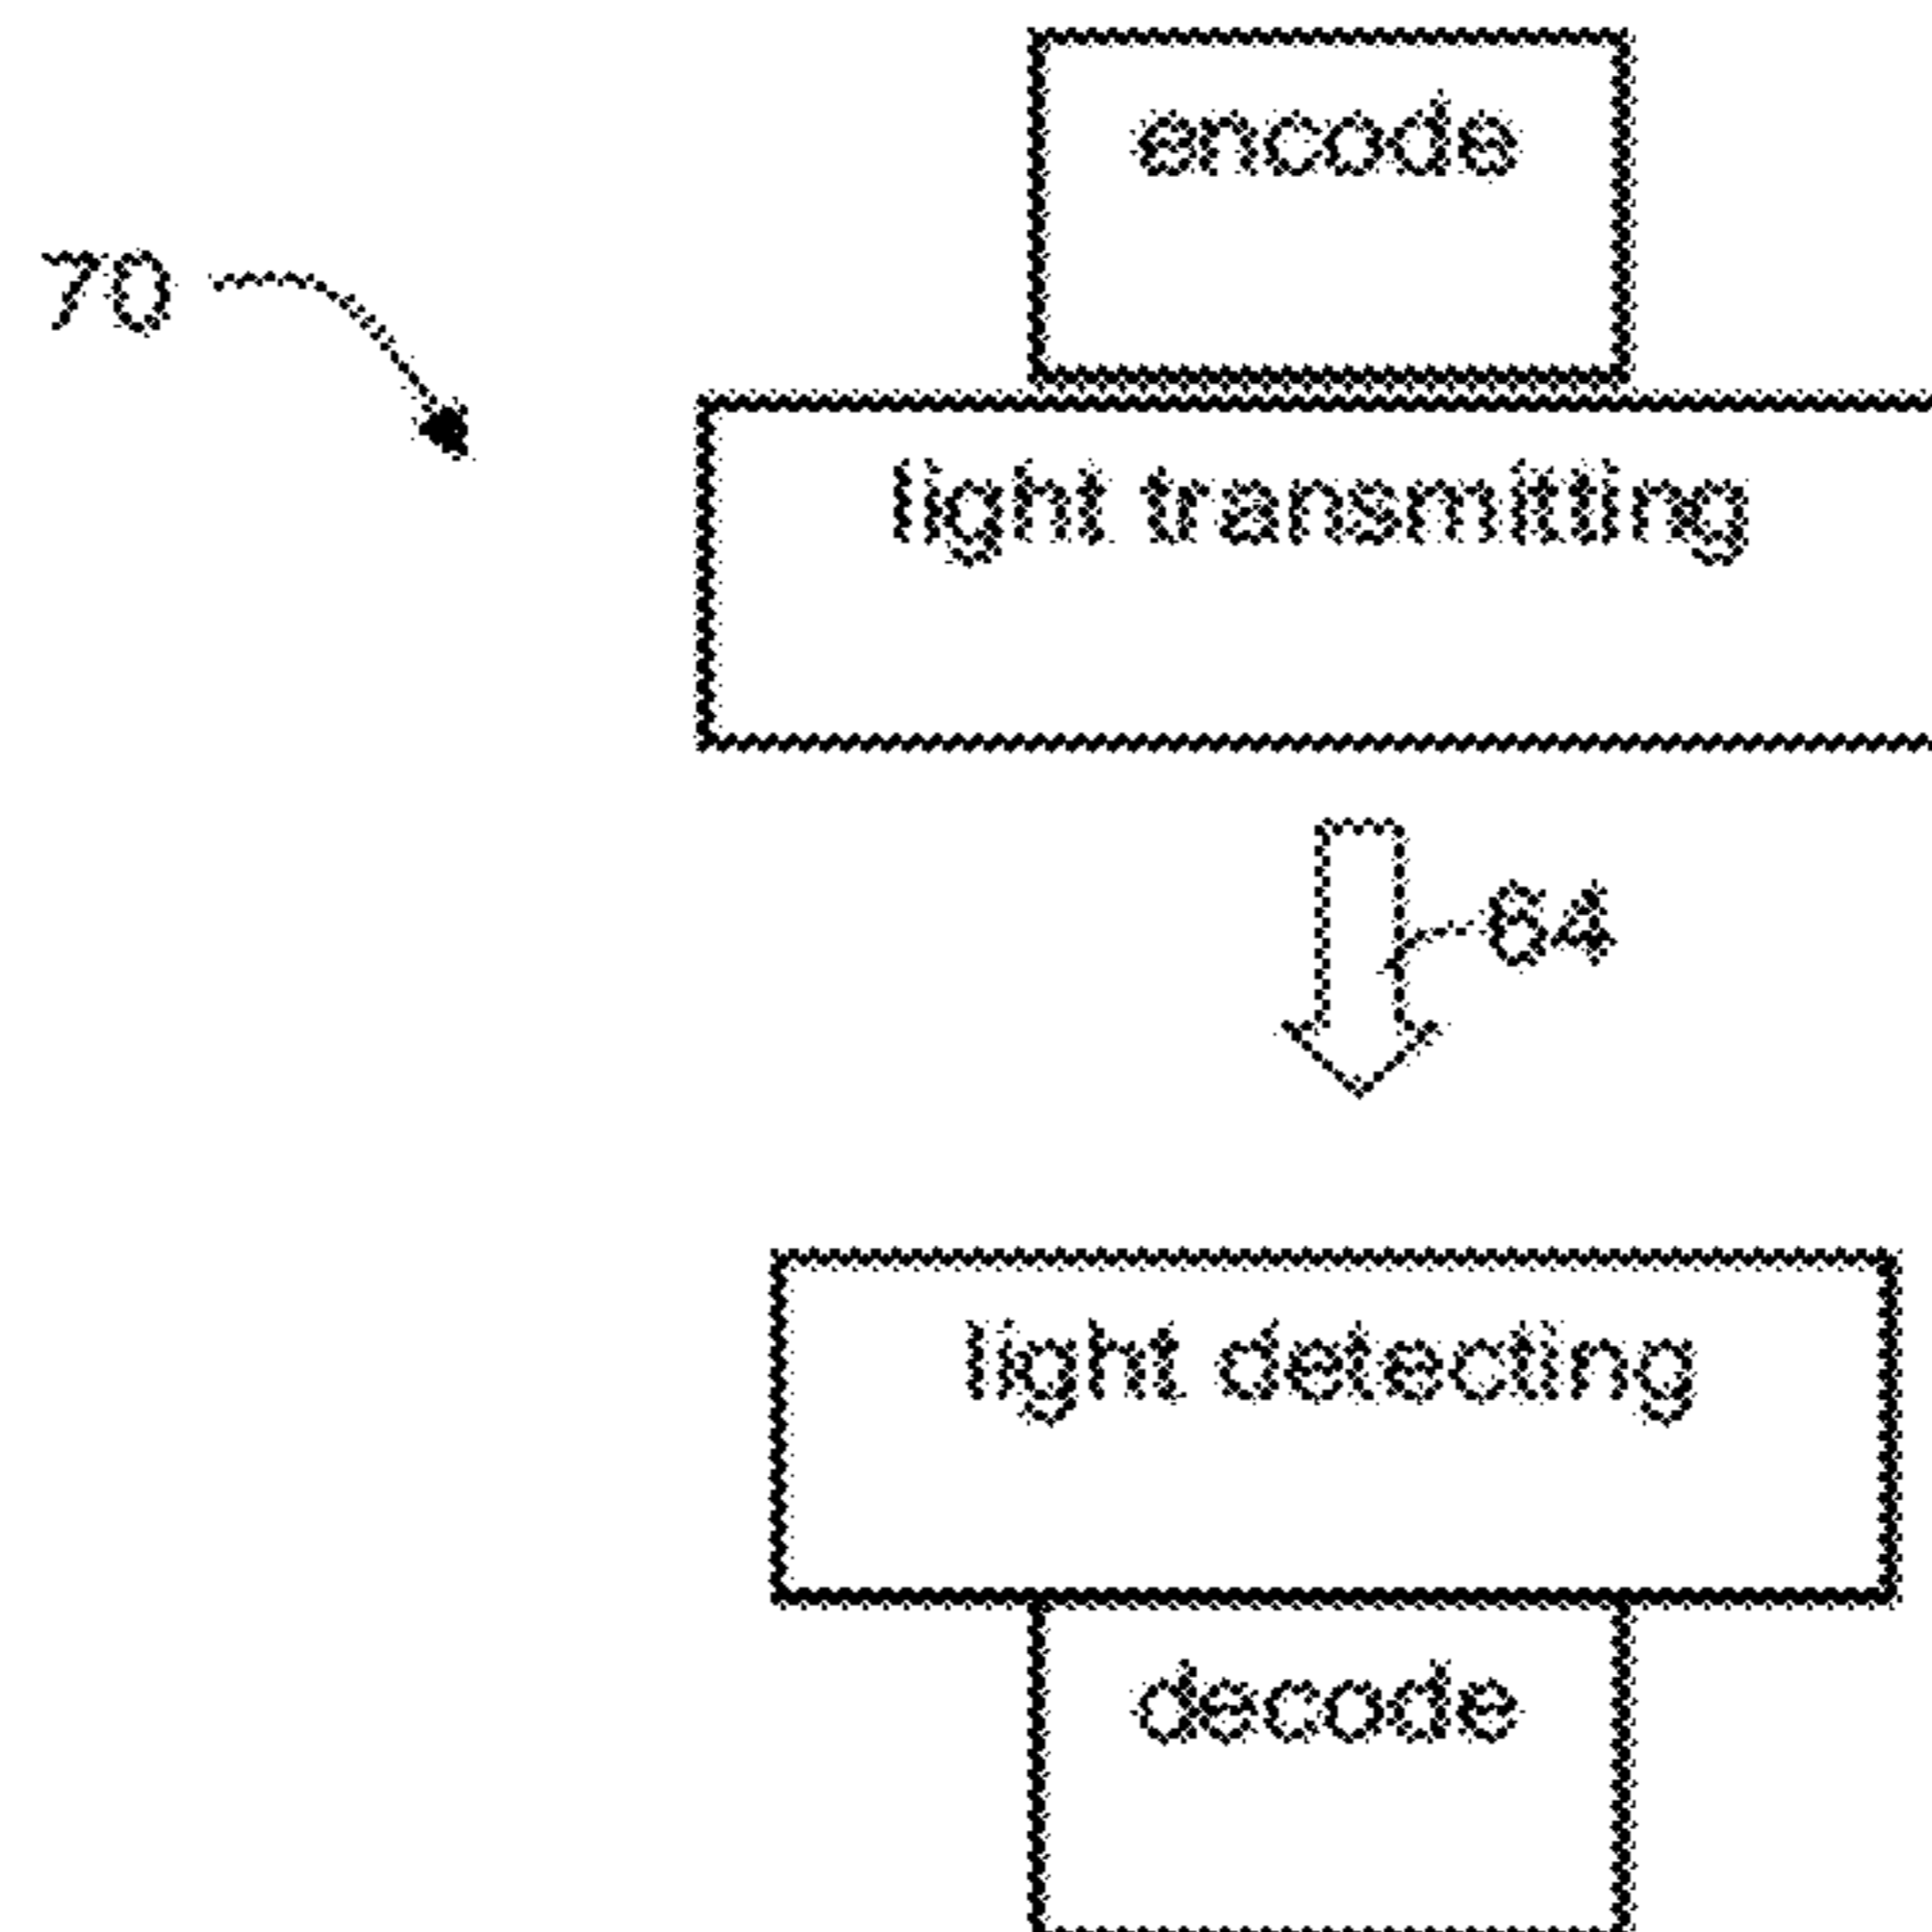 encode
70
light transmitting
64
light detecting
decode